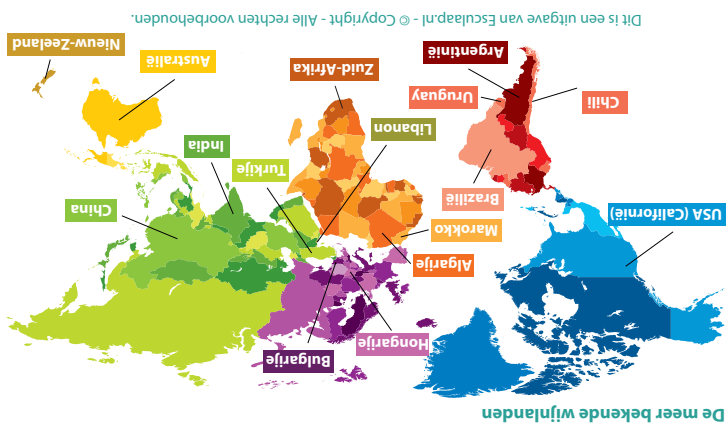 De meer bekende wijnlanden
Bulgarije
Hongarije
Algarije
Marokko
USA (Californië)
China
Brazilië
Turkije
India
Libanon
Chili
Uruguay
Zuid-Afrika
Australië
Argentinië
Nieuw-Zeeland
Dit is een uitgave van Esculaap.nl - © Copyright - Alle rechten voorbehouden.